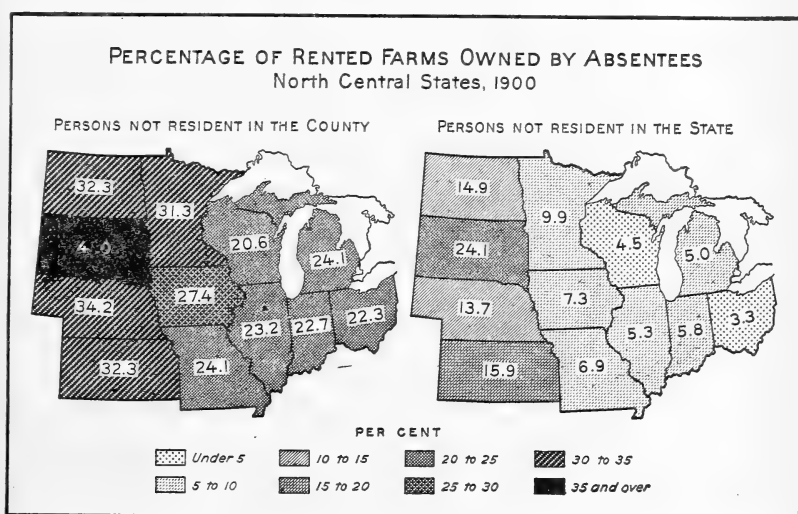 PERCENTAGE OF RENTED FARMS OWNED BY ABSENTEES
North Central States, 1900
PERSONS NOT RESIDENT IN THE COUNTY
32.3
31.3
20.6
24.1
34.2
27.4
23.2
22.7
22.3
32.3
24.1
PERSONS NOT RESIDENT IN THE STATE
14.9
9.9
24.1
4.5
5.0
13.7
7.3
5.3
5.8
3.3
15.9
6.9
PER CENT
Under 5
10 to 15
20 to 25
30 to 35
5 to 10
15 to 20
25 to 30
35 and over